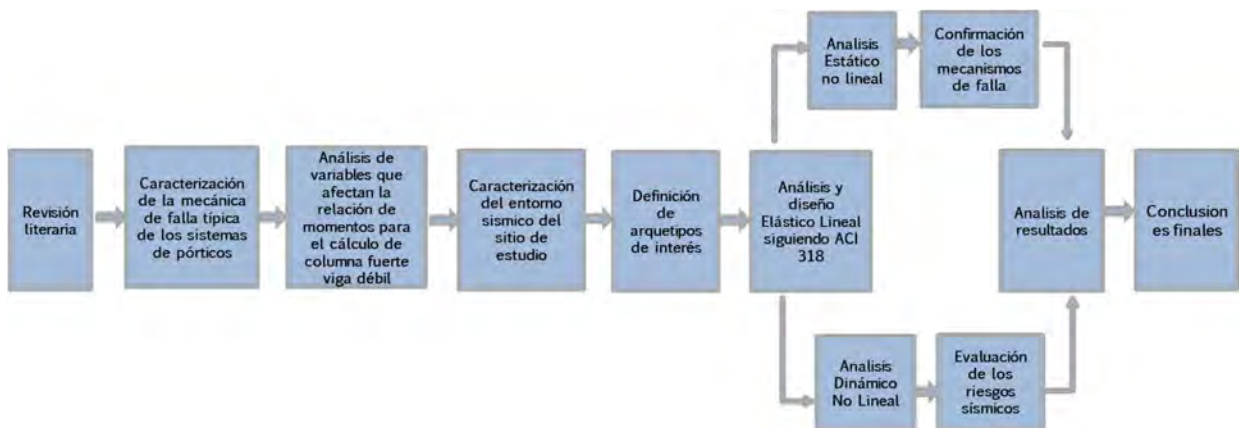 Revisión
literaria
Caracterización
de la mecánica
de falla típica
de los sistemas
de pórticos
Análisis de
variables que
afectan la
relación de
momentos para
el cálculo de
columna fuerte
viga débil
Caracterización
del entorno
sismico del
sitio de
estudio
Definición
de
arquetipos
de interés
Análisis y
diseño
Elástico Lineal
siguiendo ACI
318
Analisis
Estático
no lineal
Confirmación
de los
mecanismos
de falla
Analisis
Dinámico
No Lineal
Evaluación
de los
riesgos
sísmicos
Analisis de
resultados
Conclusion
es finales